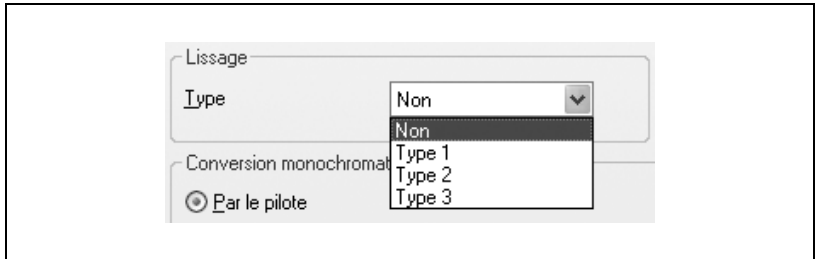 Lissage
Type Non
Non
Type 1
Conversion monochromat
Type 2
Par le pilote
Type 3